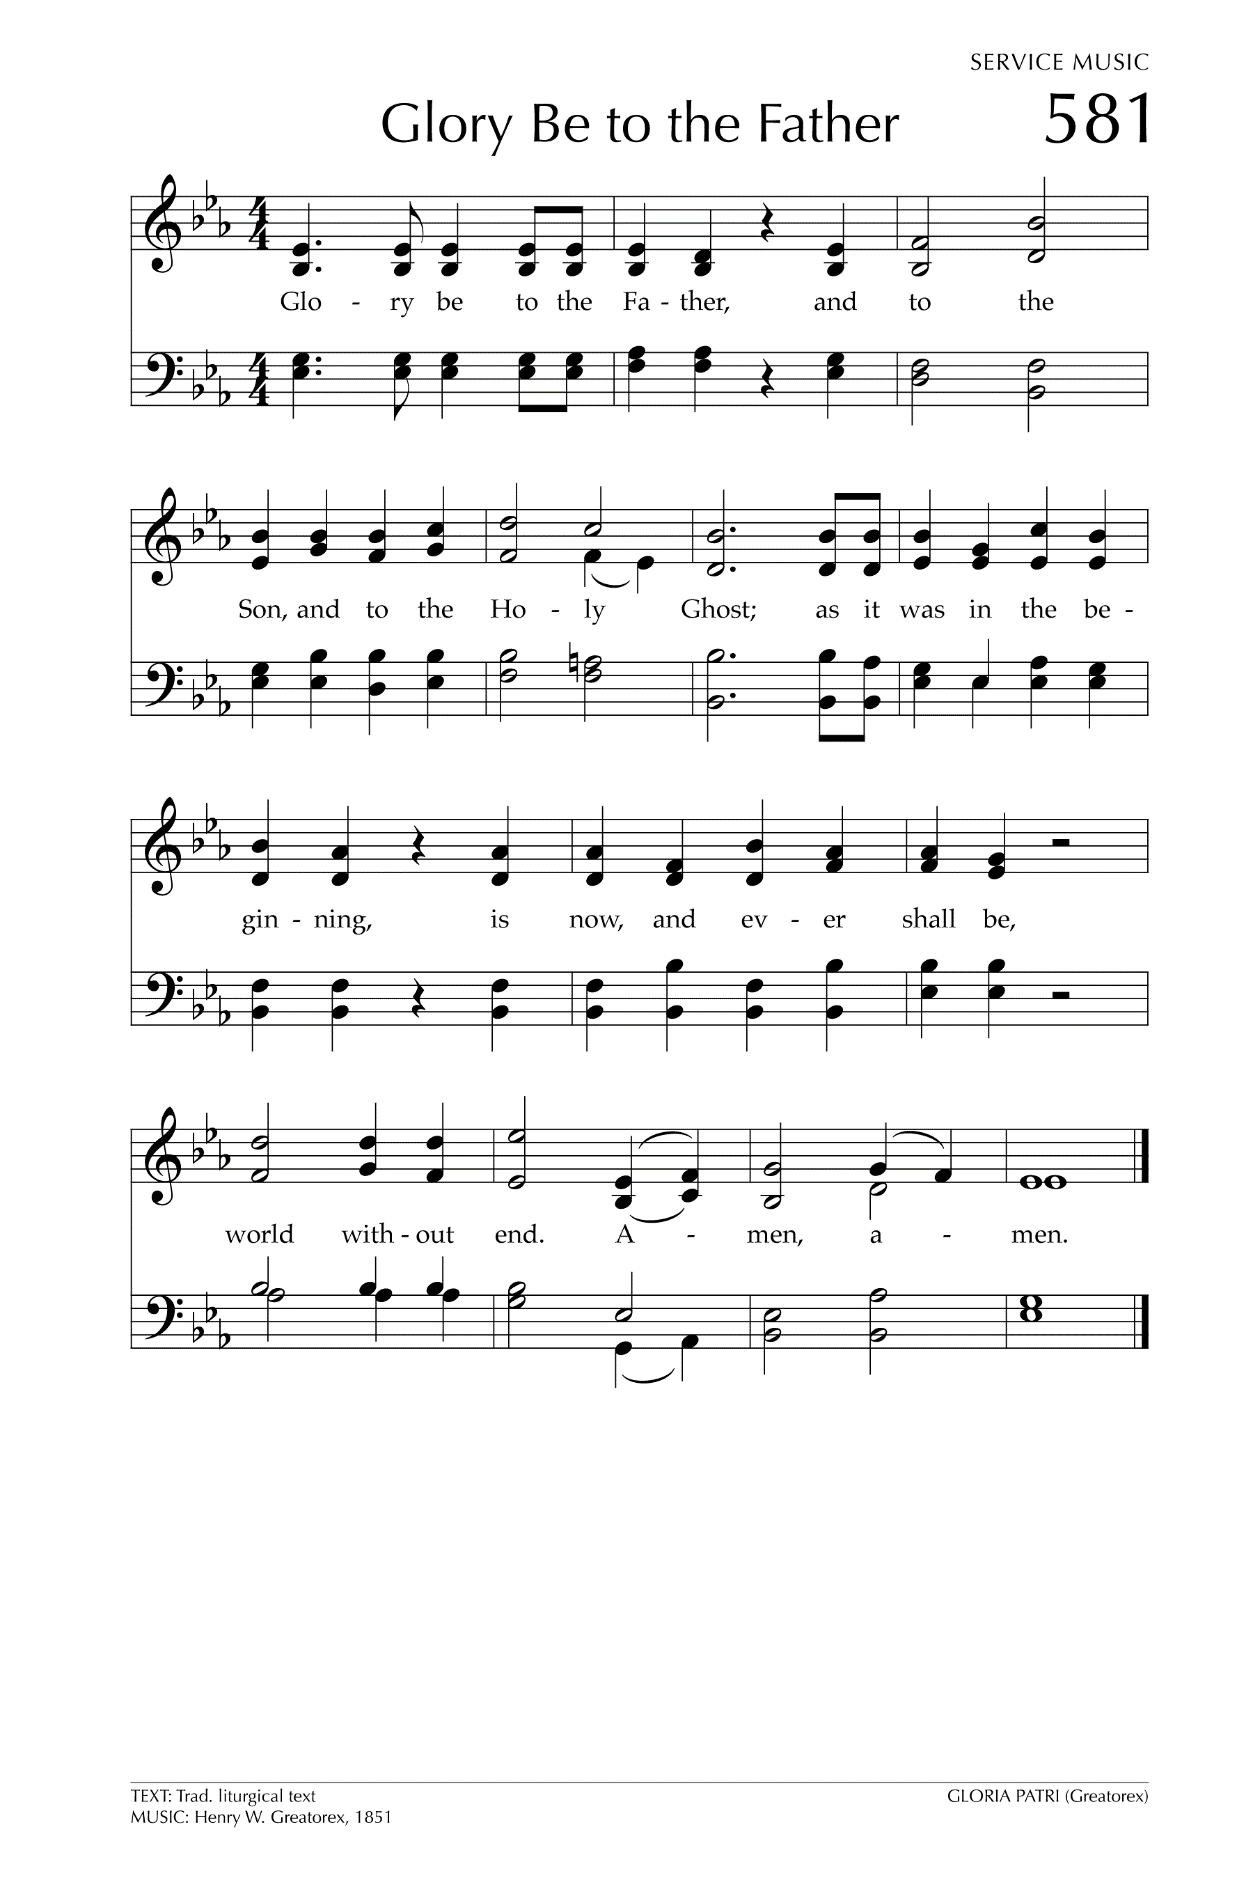 SERVICE MUSIC
Glory Be to the Father 581
Glo - ry be to the Fa - ther, and to the
Son, and to the Ho - ly Ghost; as it was in the be -
gin - ning, is now, and ev - er shall be,
world with - out end. A - men, a - men.
TEXT: Trad. liturgical text GLORIA PATRI (Greatorex)
MUSIC: Henry W. Greatorex, 1851